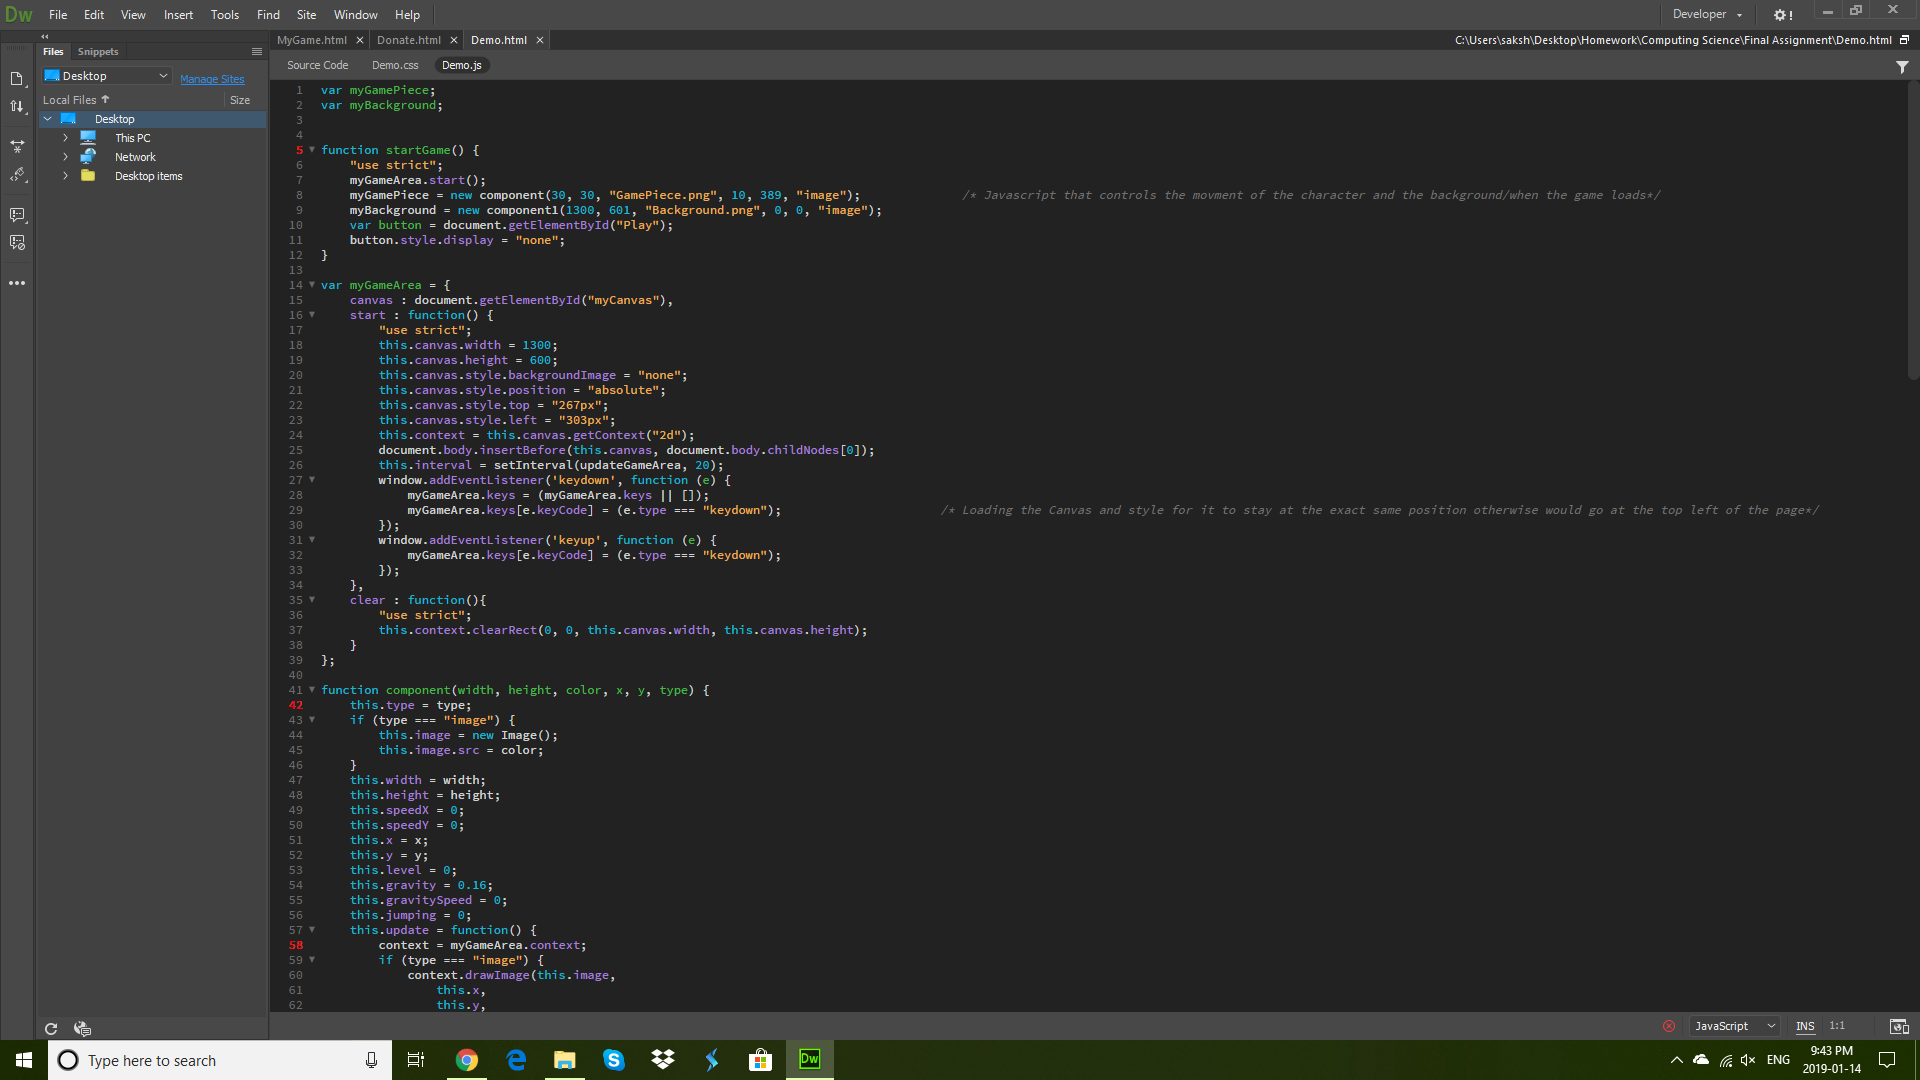 Dw File Edit View Insert Tools Find Site Window Help Developer
Files Snippets
MyGame.html Donate.html Demo.html C:\Users\saksh\Desktop\Homework\Computing Science\Final Assignment\Demo.html
Source Code Demo.css Demo.js
Desktop Manage Sites
Local Files Size
Desktop
This PC
Network
Desktop items
1 var myGamePiece;
2 var myBackground;
3
4
5 function startGame() {
6 "use strict";
7 myGameArea.start();
8 myGamePiece = new component(30, 30, "GamePiece.png", 10, 389, "image"); /* Javascript that controls the movment of the character and the background/when the game loads*/
9 myBackground = new component1(1300, 601, "Background.png", 0, 0, "image");
10 var button = document.getElementById("Play");
11 button.style.display = "none";
12 }
13
14 var myGameArea = {
15 canvas : document.getElementById("myCanvas"),
16 start : function() {
17 "use strict";
18 this.canvas.width = 1300;
19 this.canvas.height = 600;
20 this.canvas.style.backgroundImage = "none";
21 this.canvas.style.position = "absolute";
22 this.canvas.style.top = "267px";
23 this.canvas.style.left = "303px";
24 this.context = this.canvas.getContext("2d");
25 document.body.insertBefore(this.canvas, document.body.childNodes[0]);
26 this.interval = setInterval(updateGameArea, 20);
27 window.addEventListener('keydown', function (e) {
28 myGameArea.keys = (myGameArea.keys || []);
29 myGameArea.keys[e.keyCode] = (e.type === "keydown"); /* Loading the Canvas and style for it to stay at the exact same position otherwise would go at the top left of the page*/
30 });
31 window.addEventListener('keyup', function (e) {
32 myGameArea.keys[e.keyCode] = (e.type === "keydown");
33 });
34 },
35 clear : function(){
36 "use strict";
37 this.context.clearRect(0, 0, this.canvas.width, this.canvas.height);
38 }
39 };
40
41 function component(width, height, color, x, y, type) {
42 this.type = type;
43 if (type === "image") {
44 this.image = new Image();
45 this.image.src = color;
46 }
47 this.width = width;
48 this.height = height;
49 this.speedX = 0;
50 this.speedY = 0;
51 this.x = x;
52 this.y = y;
53 this.level = 0;
54 this.gravity = 0.16;
55 this.gravitySpeed = 0;
56 this.jumping = 0;
57 this.update = function() {
58 context = myGameArea.context;
59 if (type === "image") {
60 context.drawImage(this.image,
61 this.x,
62 this.y,
JavaScript INS 1:1
Type here to search Dw ENG 9:43 PM
2019-01-14